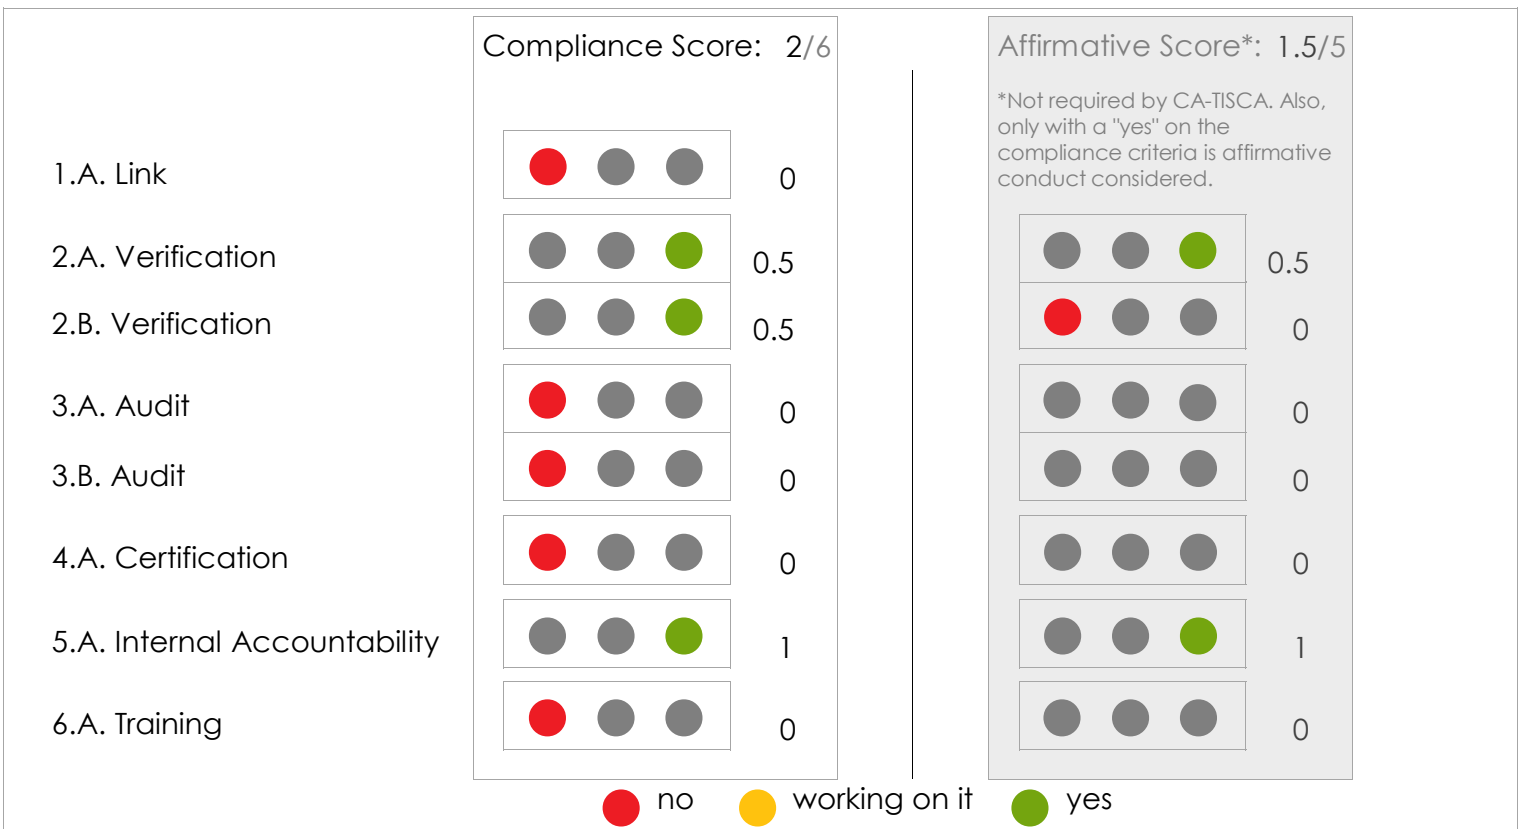 Compliance Score: 2/6
Affirmative Score*: 1.5/5
*Not required by CA-TISCA. Also,
only with a "yes" on the
compliance criteria is affirmative
conduct considered.
1.A. Link 0
2.A. Verification 0.5 0.5
2.B. Verification 0.5 0
3.A. Audit 0 0
3.B. Audit 0 0
4.A. Certification 0 0
5.A. Internal Accountability 1 1
6.A. Training 0 0
no working on it yes